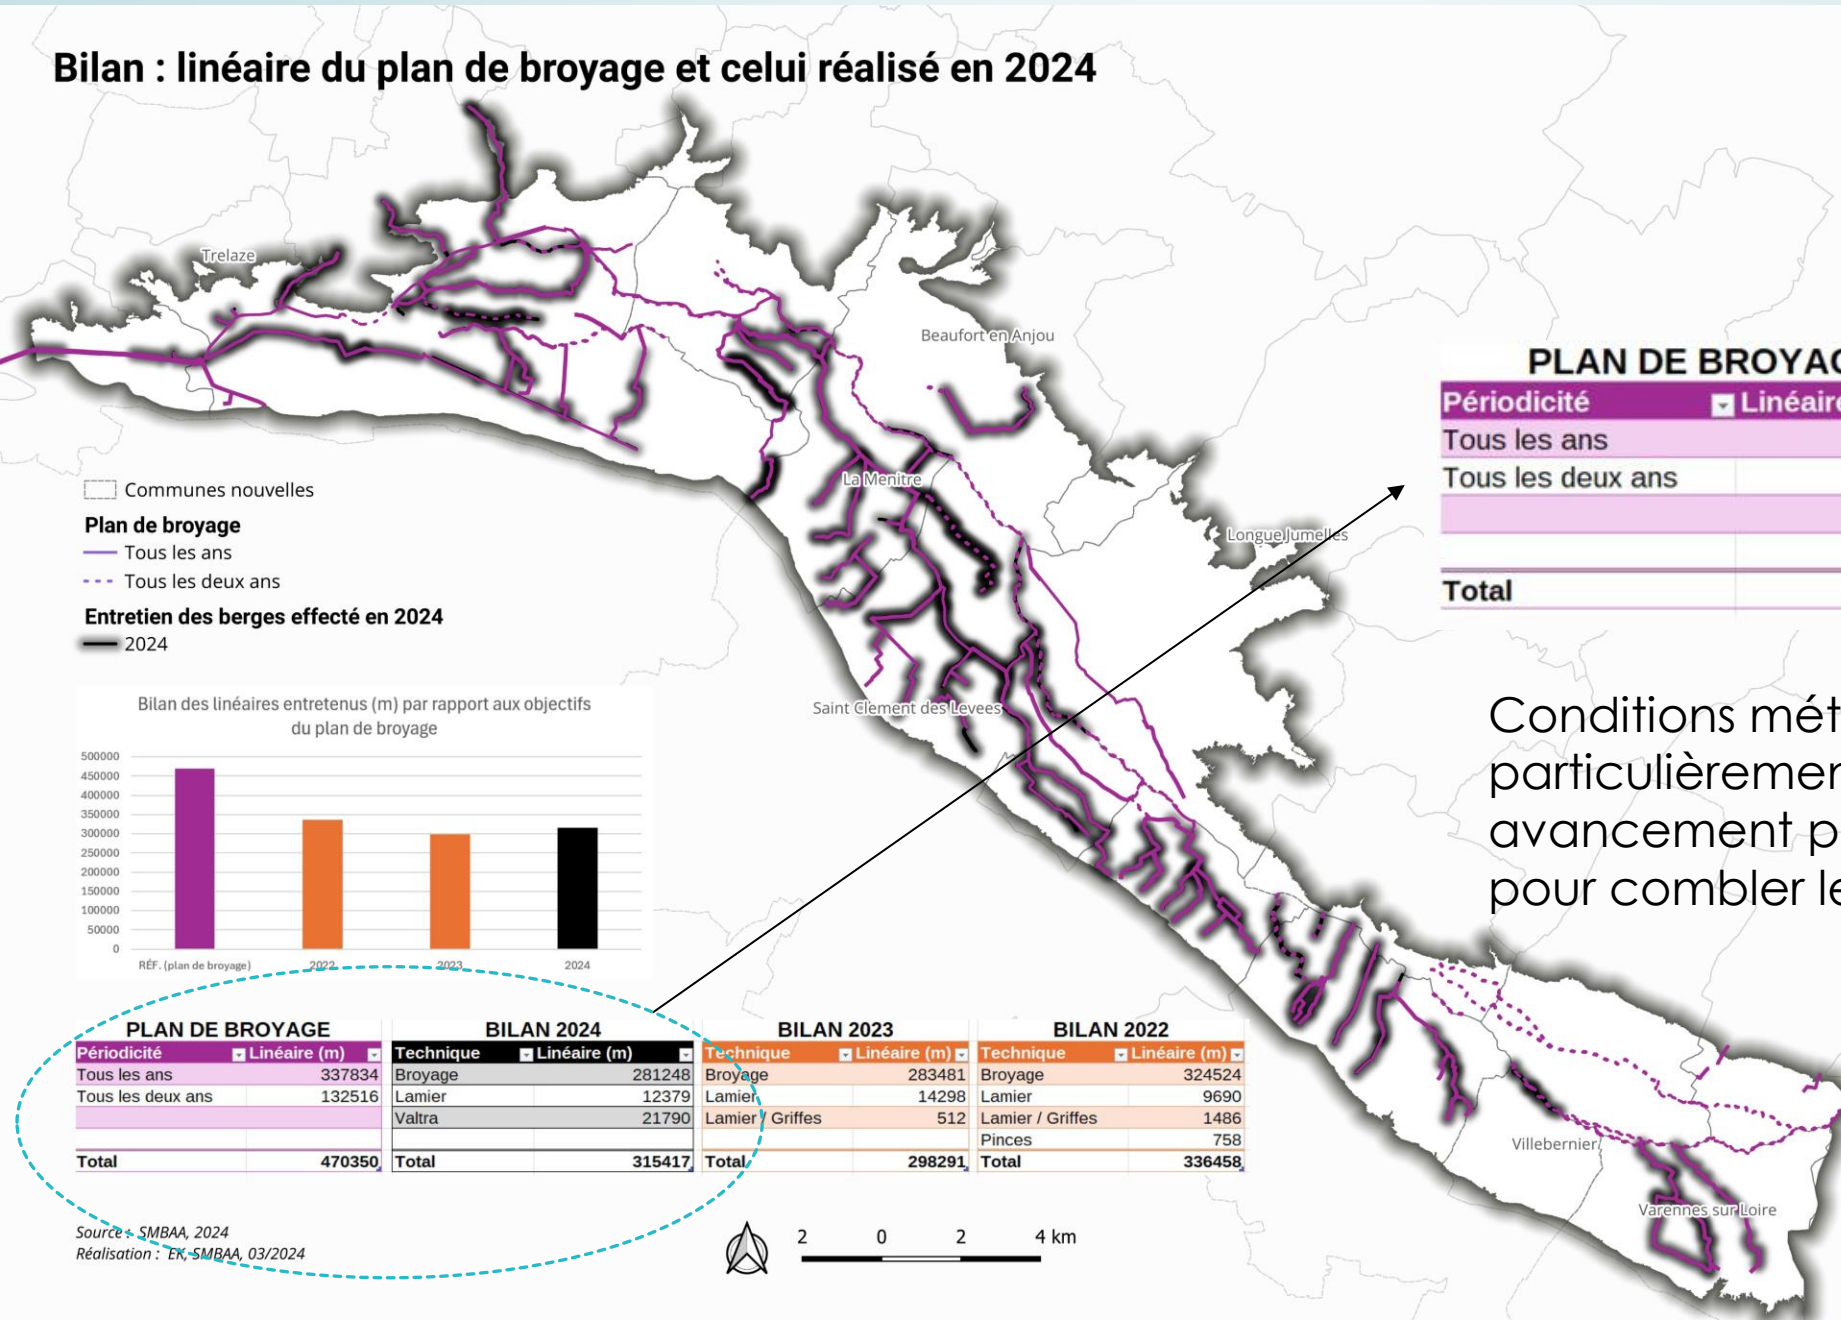 Bilan : linéaire du plan de broyage et celui réalisé en 2024
Trelaze
Beaufort en Anjou
La Menitre
Longue Jumelles
Saint Clement des Levees
Villebernier
Varennes sur Loire
Communes nouvelles
Plan de broyage
Tous les ans
Tous les deux ans
Entretien des berges effecté en 2024
2024
Bilan des linéaires entretenus (m) par rapport aux objectifs
du plan de broyage
500000
450000
400000
350000
300000
250000
200000
150000
100000
50000
0
RÉF. (plan de broyage) 2022 2023 2024
PLAN DE BROYAGE
Périodicité Linéaire (m)
Tous les ans 337834
Tous les deux ans 132516
Total 470350
BILAN 2024
Technique Linéaire (m)
Broyage 281248
Lamier 12379
Valtra 21790
Total 315417
BILAN 2023
Technique Linéaire (m)
Broyage 283481
Lamier 14298
Lamier / Griffes 512
Total 298291
BILAN 2022
Technique Linéaire (m)
Broyage 324524
Lamier 9690
Lamier / Griffes 1486
Pinces 758
Total 336458
Source : SMBAA, 2024
Réalisation : EK, SMBAA, 03/2024
2 0 2 4 km
PLAN DE BROYAG
Périodicité Linéaire
Tous les ans
Tous les deux ans
Total
Conditions mét
particulièremen
avancement p
pour combler le